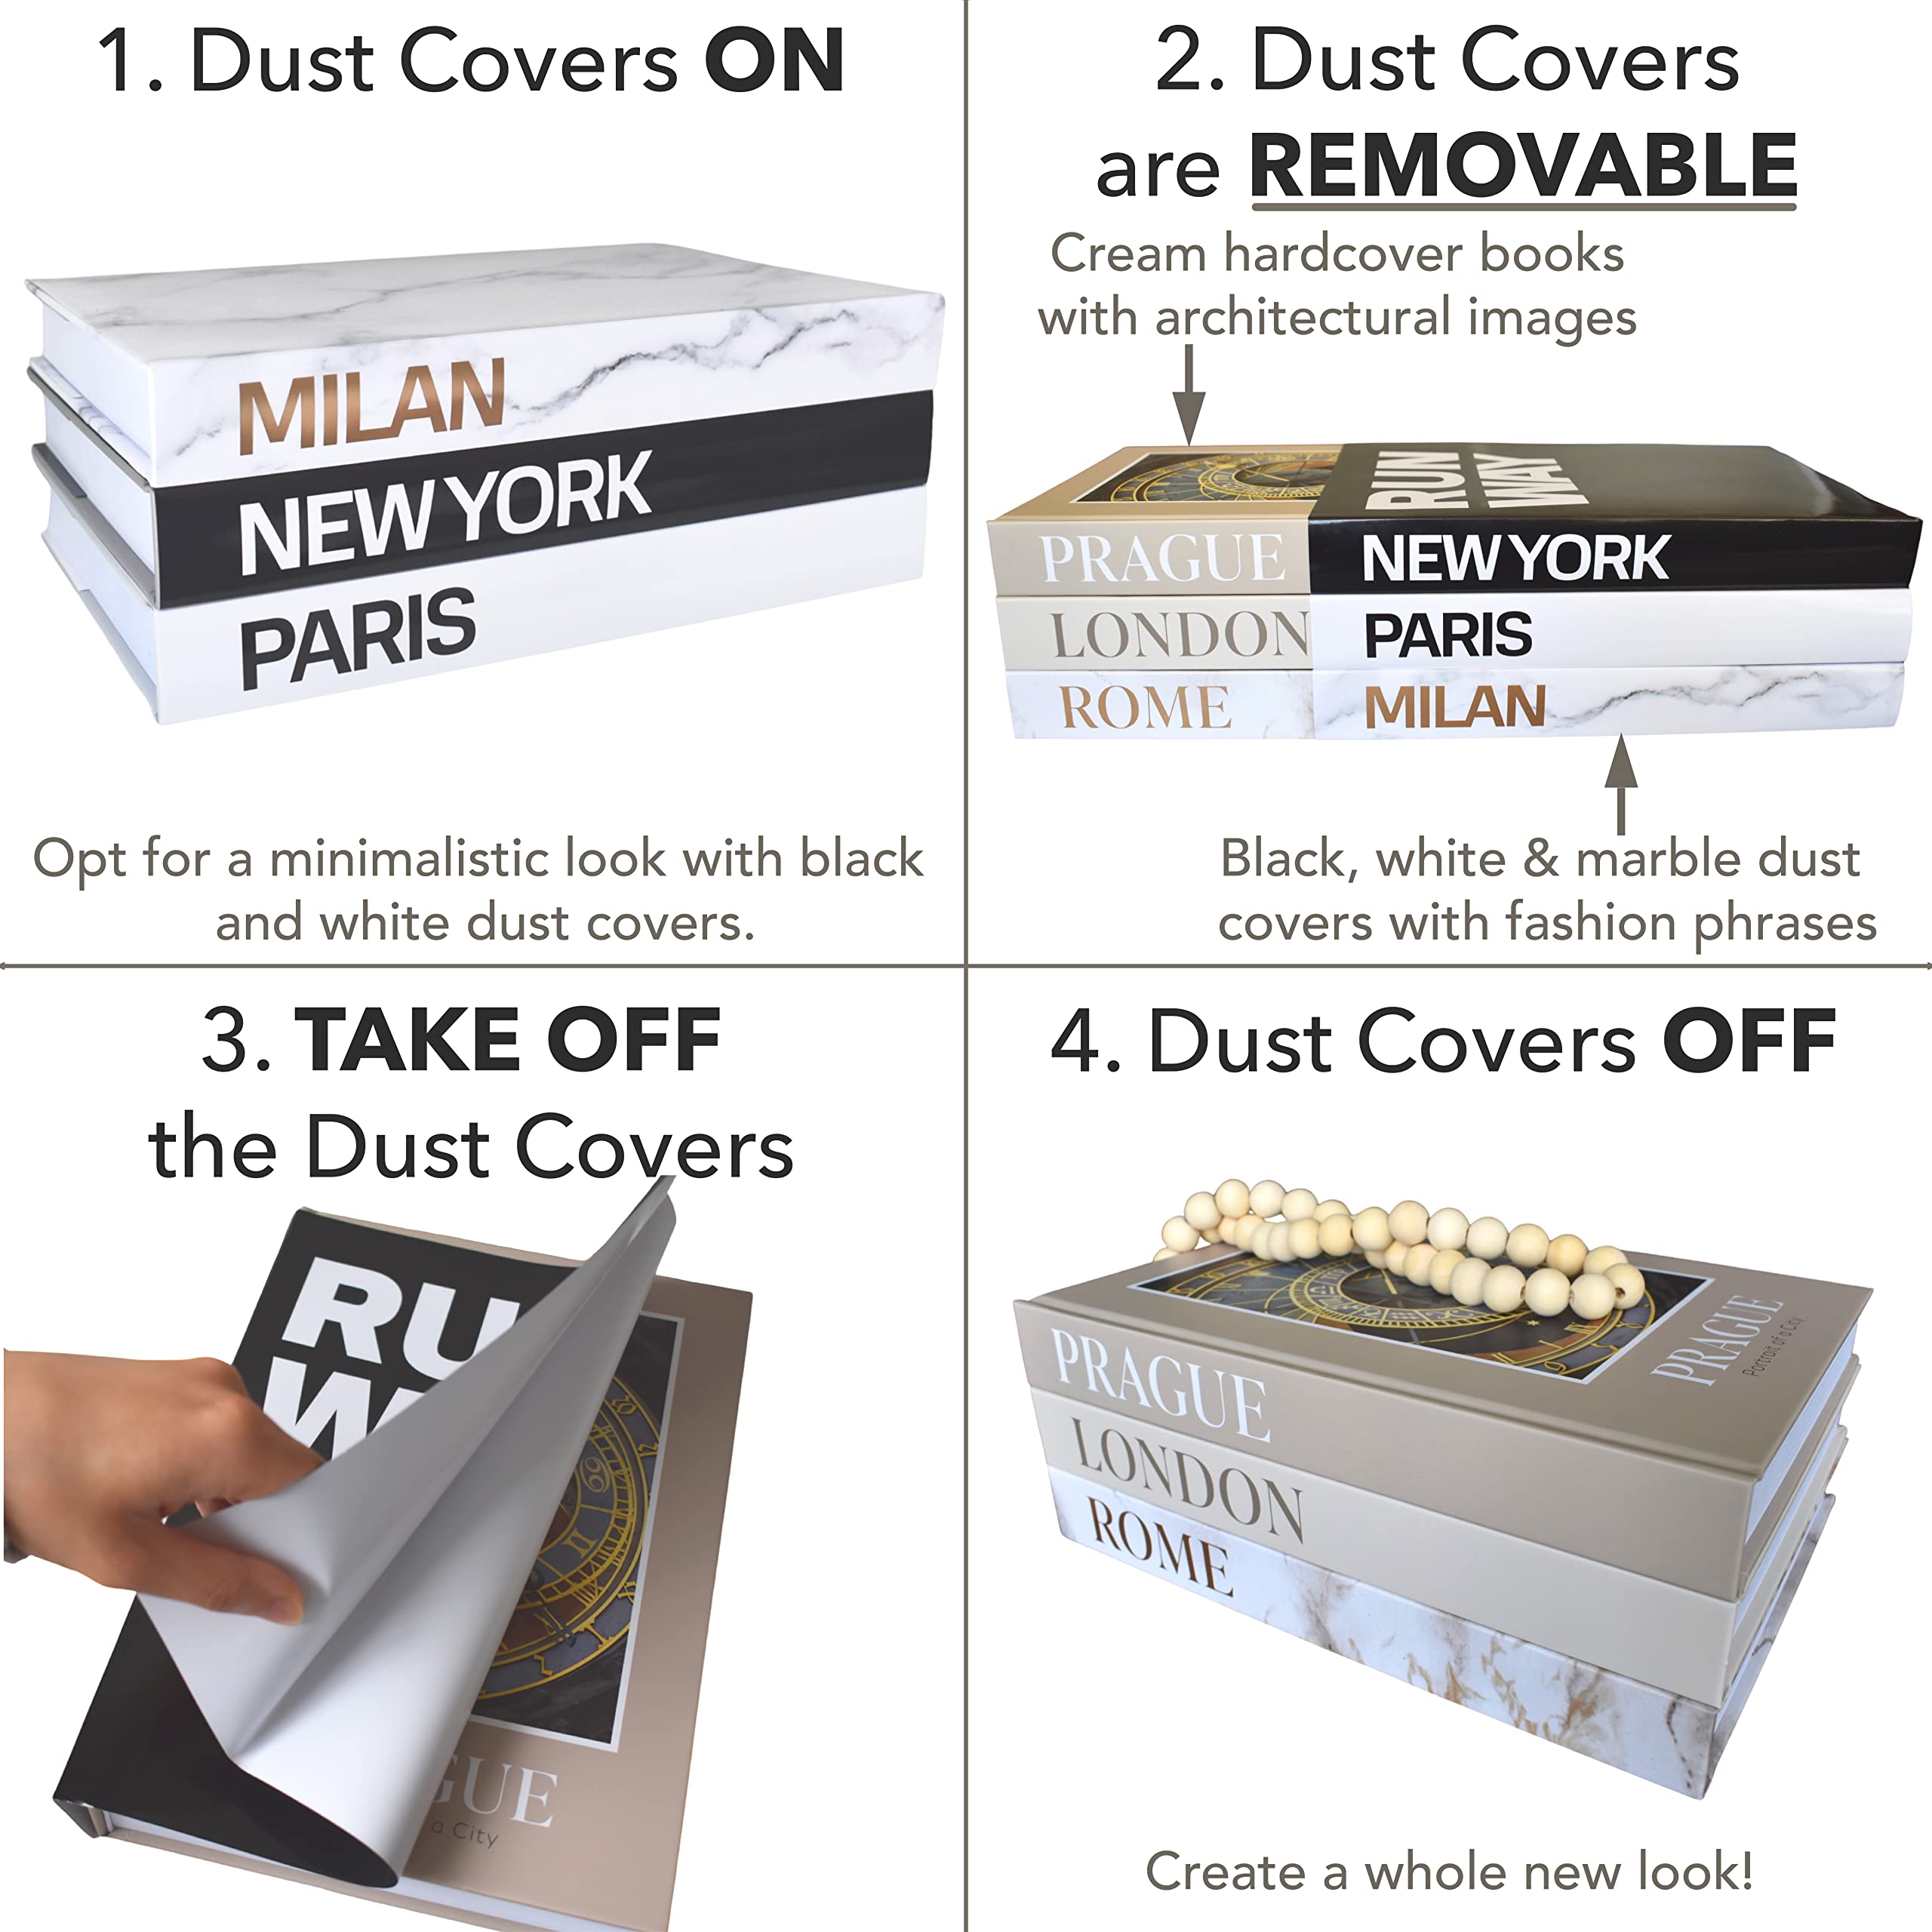 1. Dust Covers ON
MILAN
NEW YORK
PARIS
Opt for a minimalistic look with black
and white dust covers.
2. Dust Covers
are REMOVABLE
Cream hardcover books
with architectural images
RUN
WAY
PRAGUE
NEW YORK
LONDON
PARIS
ROME
MILAN
Black, white & marble dust
covers with fashion phrases
3. TAKE OFF
the Dust Covers
RU
W
GUE
a City
4. Dust Covers OFF
PRAGUE
Portrait of a City
PRAGUE
LONDON
ROME
Create a whole new look!